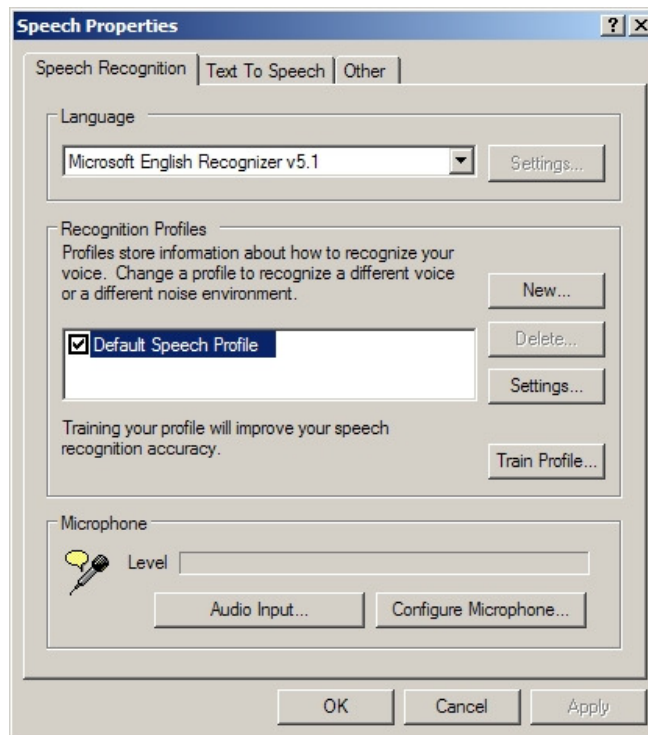 Speech Properties
Speech Recognition Text To Speech Other
Language
Microsoft English Recognizer v5.1 Settings...
Recognition Profiles
Profiles store information about how to recognize your
voice. Change a profile to recognize a different voice
or a different noise environment.
New...
Default Speech Profile
Delete...
Settings...
Training your profile will improve your speech
recognition accuracy.
Train Profile...
Microphone
Level
Audio Input... Configure Microphone...
OK Cancel Apply